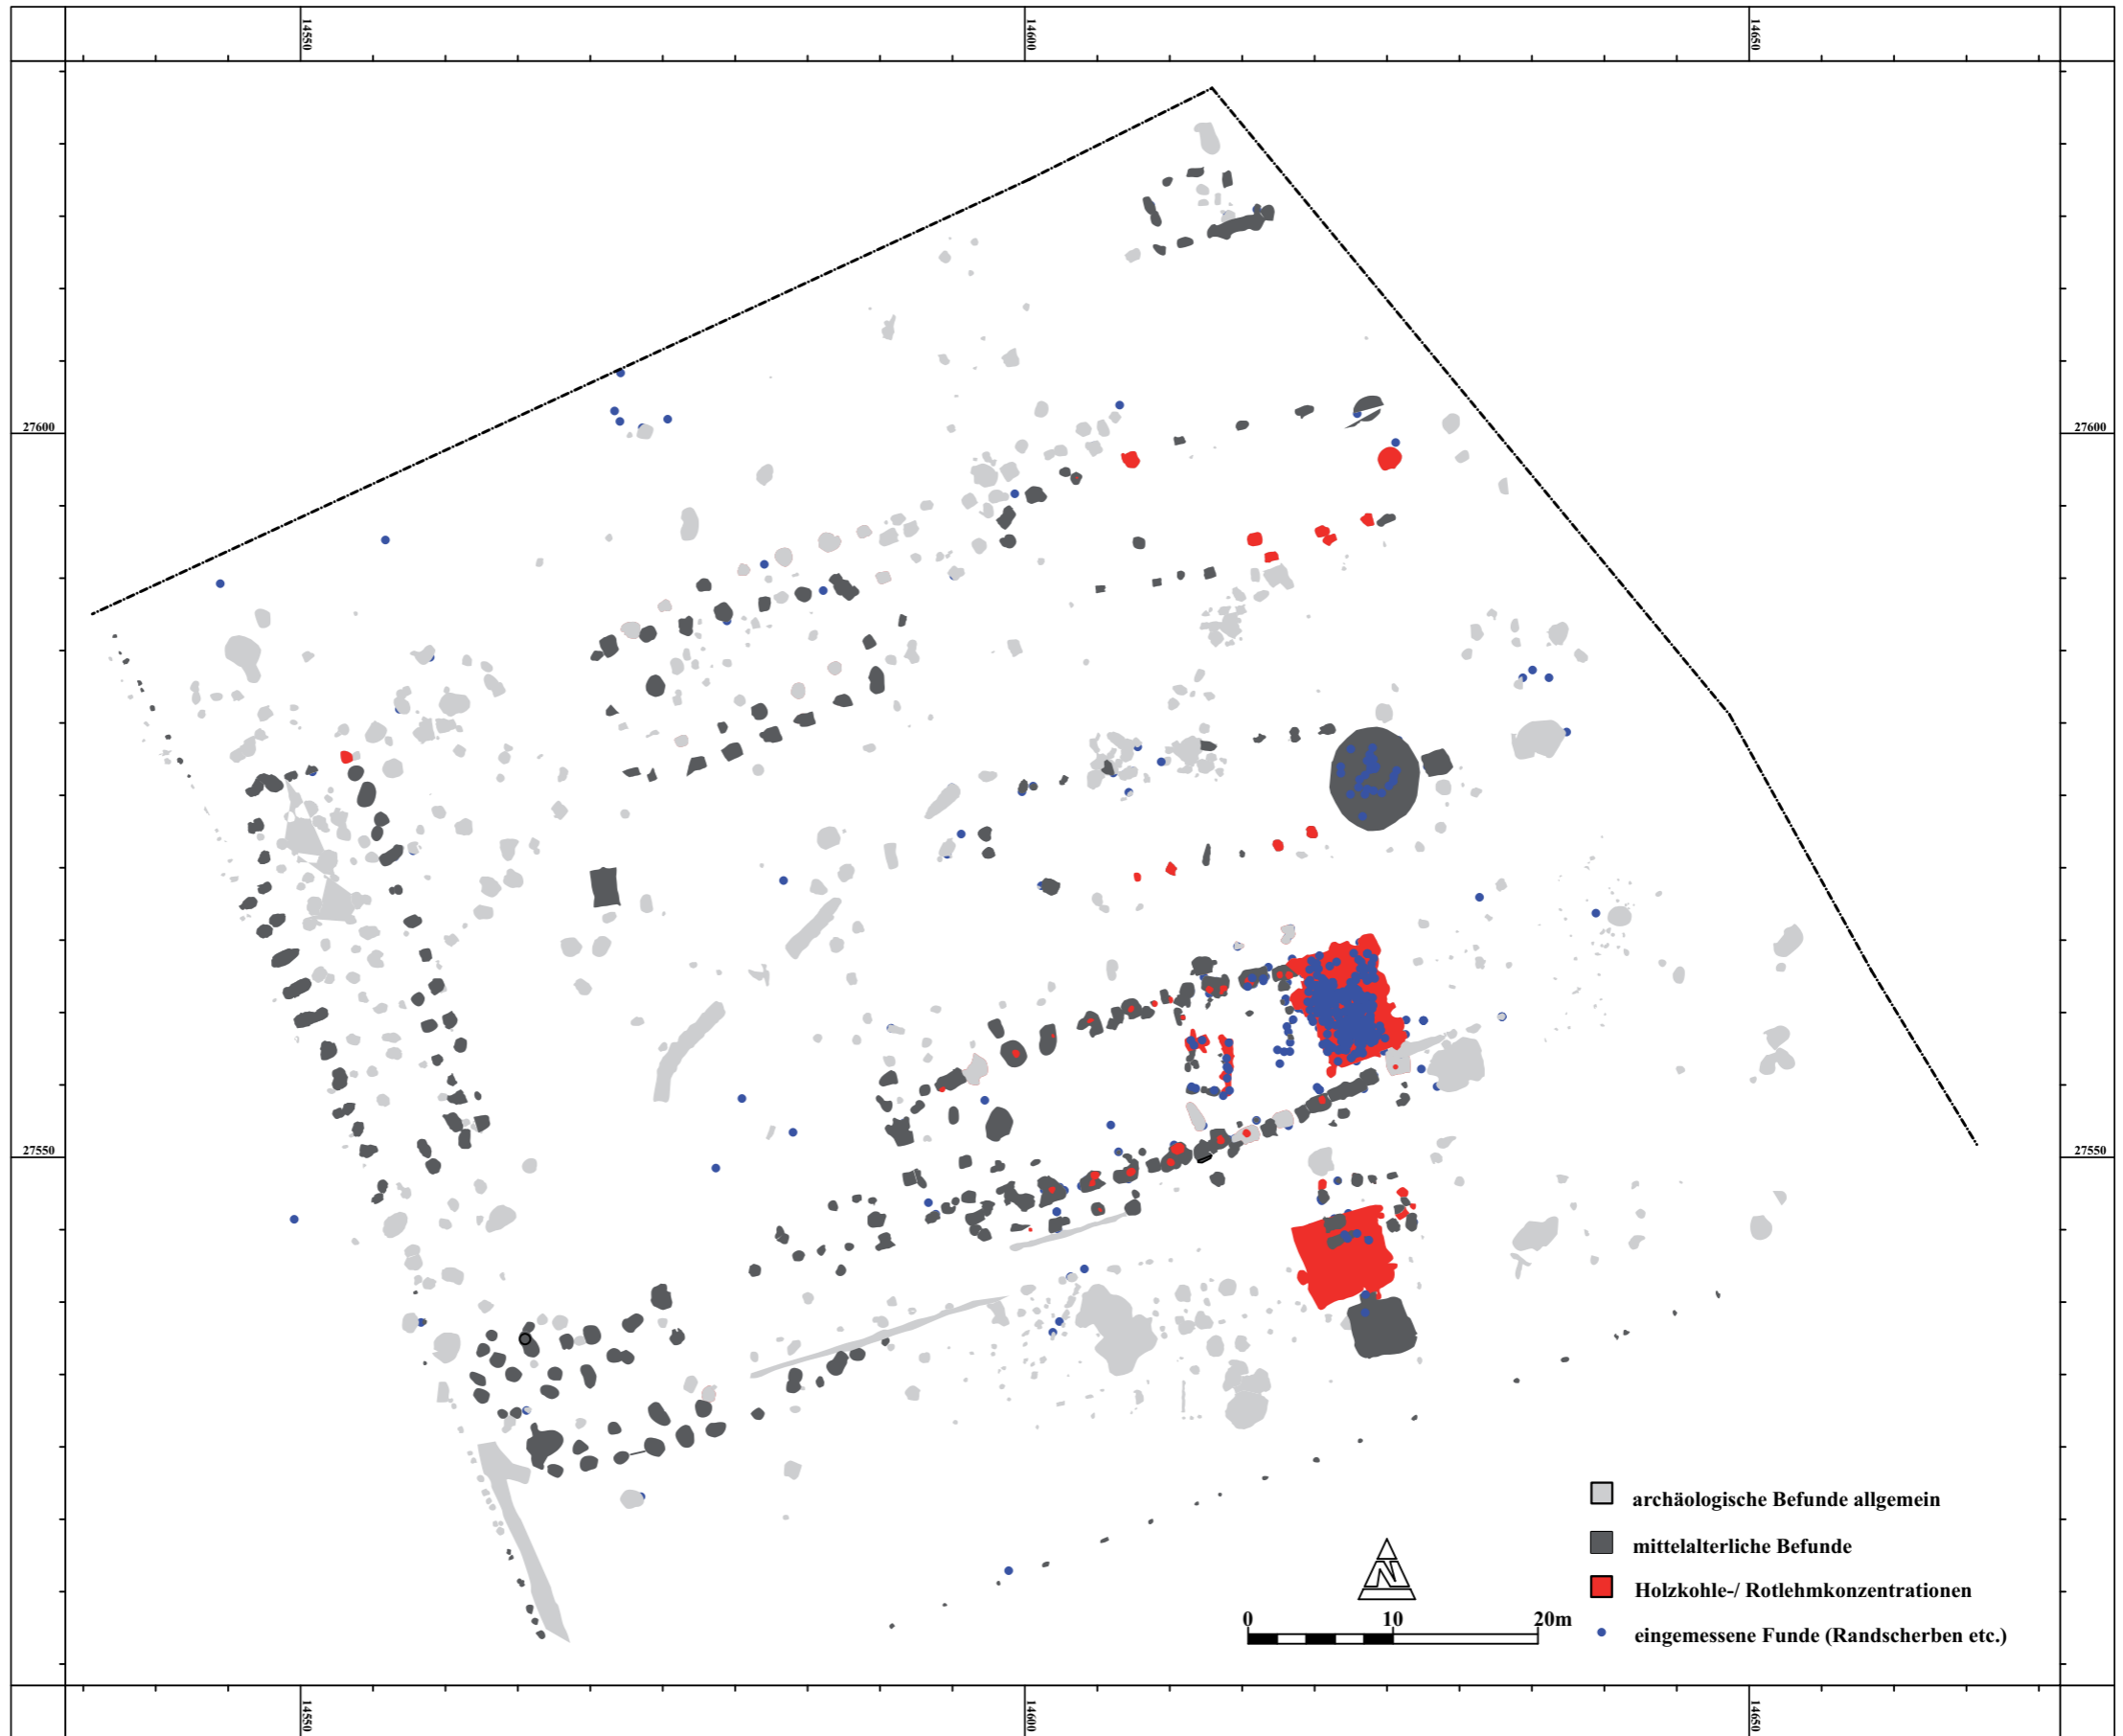 14550
14600
14650
27600
27600
27550
27550
archäologische Befunde allgemein
mittelalterliche Befunde
Holzkohle-/ Rotlehmkonzentrationen
eingemessene Funde (Randscherben etc.)
N
0 10 20m
14550
14600
14650